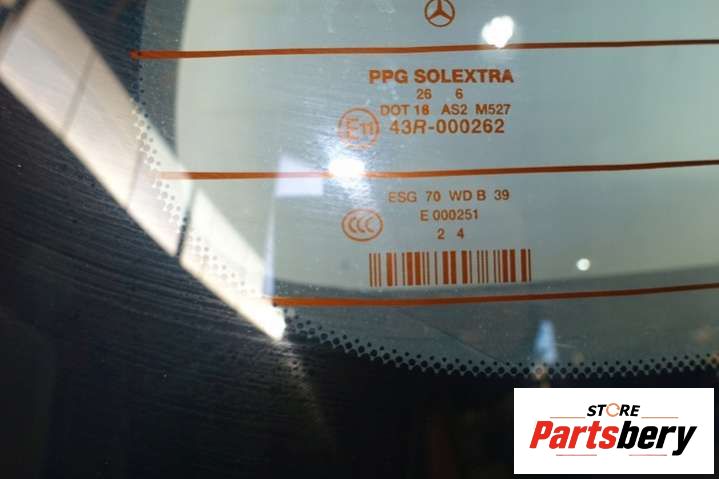 PPG SOLEXTRA
26 6
DOT 18 AS2 M527
E11 43R-000262
ESG 70 WD B 39
E 000251
CCC
2 4
STORE
Partsbery